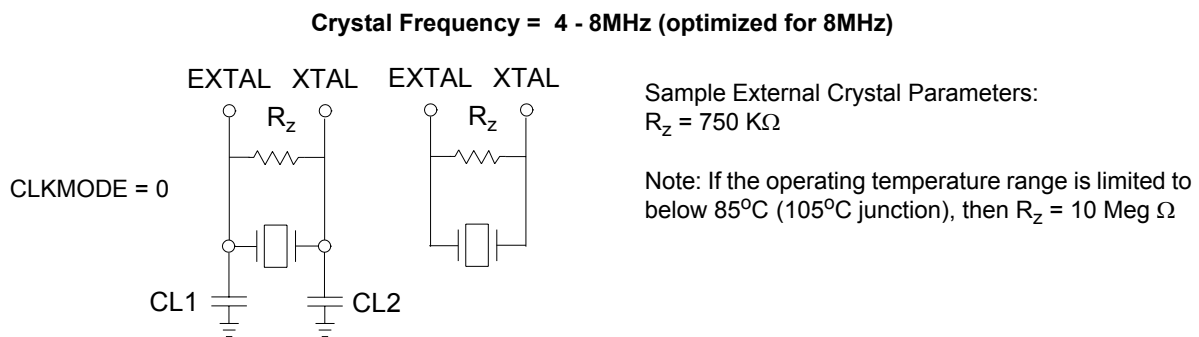 Crystal Frequency = 4 - 8MHz (optimized for 8MHz)
EXTAL XTAL EXTAL XTAL
Rz Rz
CLKMODE = 0
CL1 CL2
Sample External Crystal Parameters:
Rz = 750 KΩ
Note: If the operating temperature range is limited to
below 85°C (105°C junction), then Rz = 10 Meg Ω